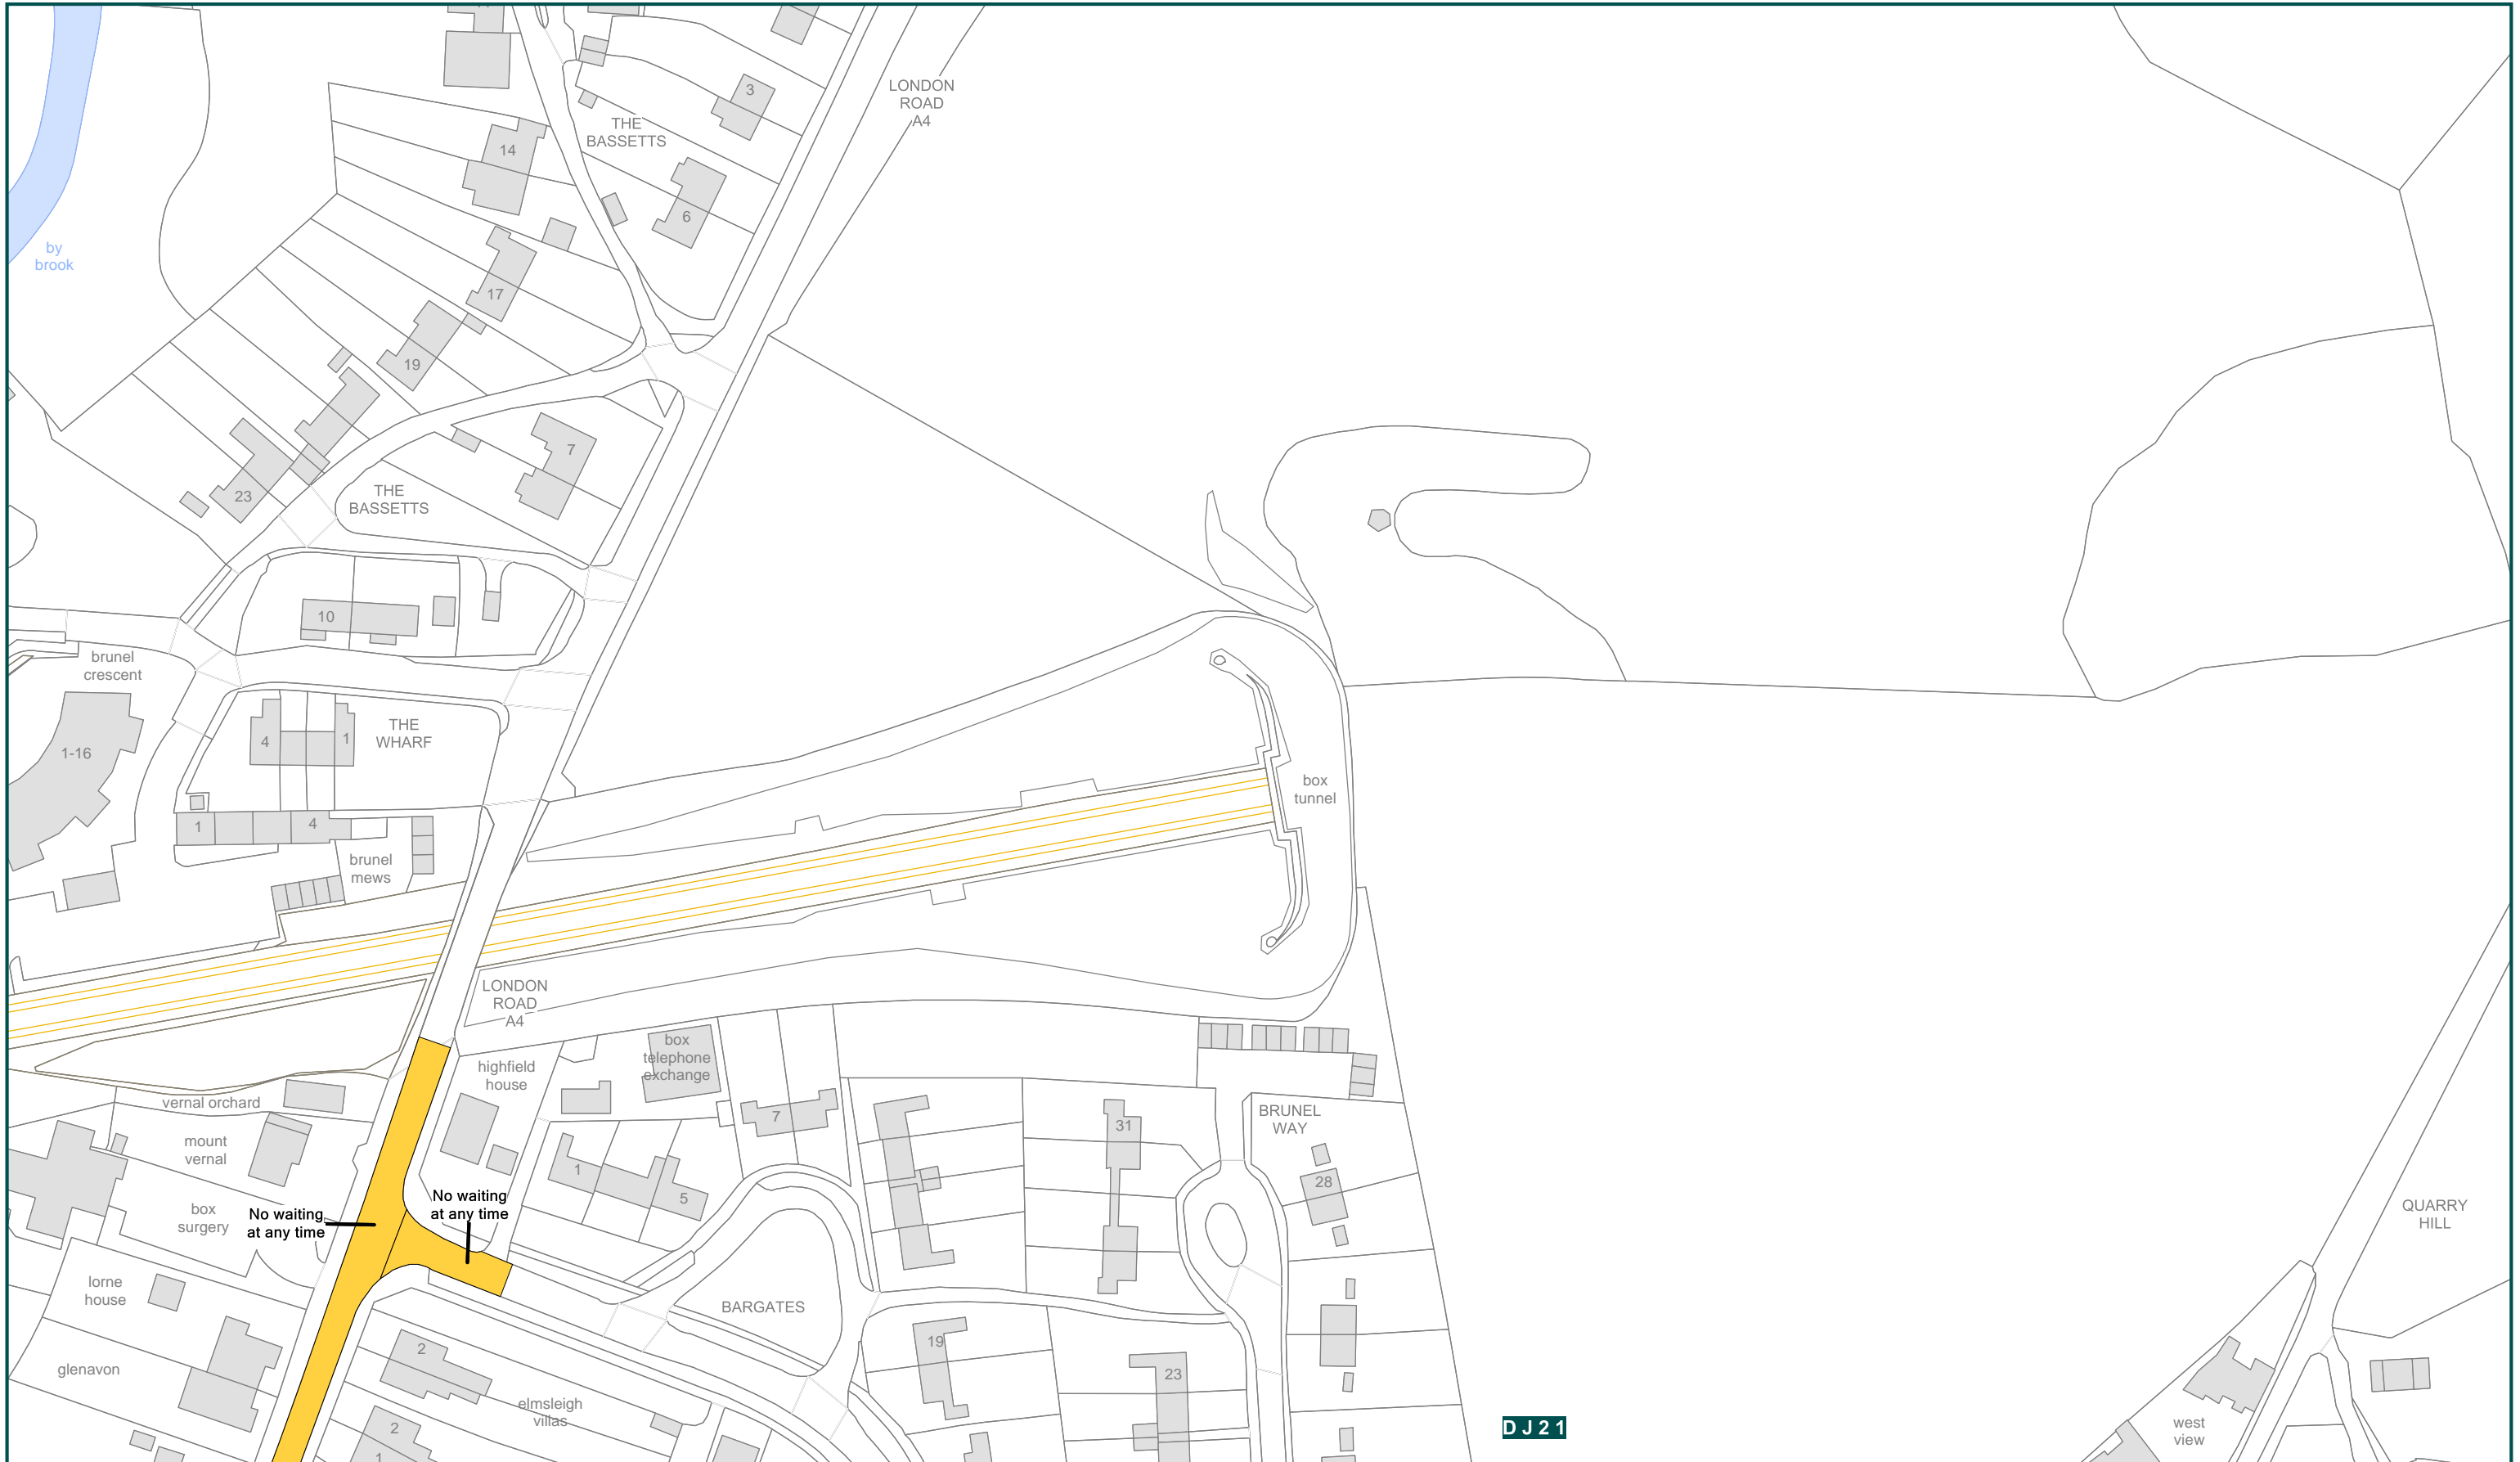 LONDON
ROAD
A4
3
THE
BASSETTS
14
6
by
brook
17
19
7
23
THE
BASSETTS
10
brunel
crescent
THE
WHARF
4
1
1-16
box
tunnel
1
4
brunel
mews
LONDON
ROAD
A4
box
telephone
exchange
highfield
house
vernal orchard
7
BRUNEL
WAY
31
mount
vernal
1
5
28
No waiting
at any time
box
surgery
No waiting
at any time
QUARRY
HILL
lorne
house
BARGATES
2
19
glenavon
23
elmsleigh
villas
2
1
DJ21
west
view